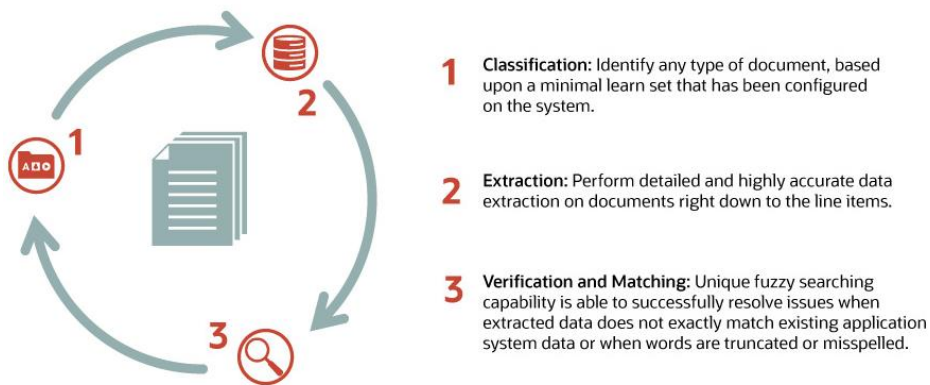 1
Classification: Identify any type of document, based
upon a minimal learn set that has been configured
on the system.
2
Extraction: Perform detailed and highly accurate data
extraction on documents right down to the line items.
3
Verification and Matching: Unique fuzzy searching
capability is able to successfully resolve issues when
extracted data does not exactly match existing application
system data or when words are truncated or misspelled.
1
2
3